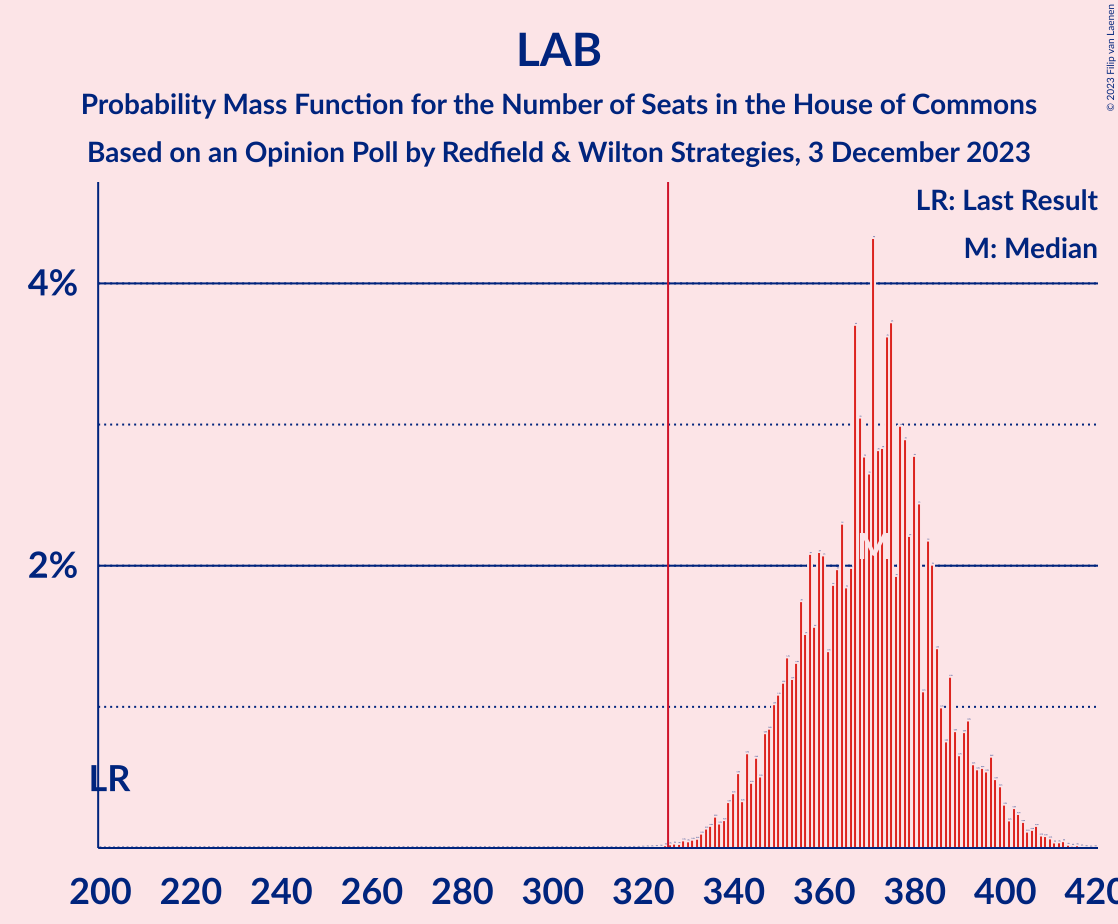 LAB
Probability Mass Function for the Number of Seats in the House of Commons
Based on an Opinion Poll by Redfield & Wilton Strategies, 3 December 2023
© 2023 Filip van Laenen
LR: Last Result
M: Median
4%
2%
M
LR
200 220 240 260 280 300 320 340 360 380 400 420